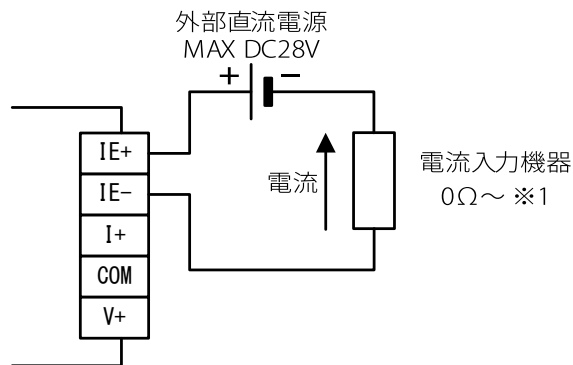 外部直流電源
MAX DC28V
+ −
IE+
IE-
I+
COM
V+
電流
電流入力機器
0Ω～ ※1